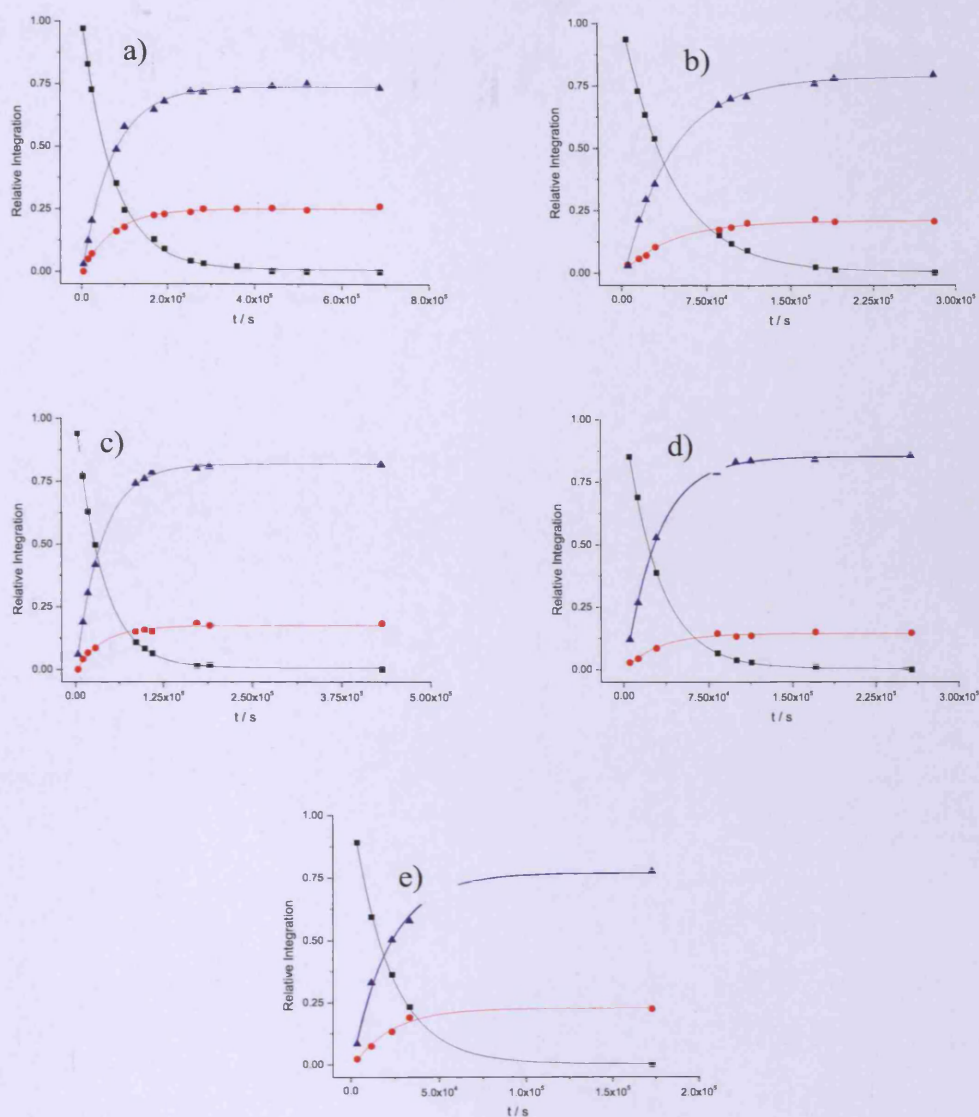 a)
1.00
0.75
0.50
0.25
0.00
Relative Integration
0.0 2.0x10⁵ 4.0x10⁵ 6.0x10⁵ 8.0x10⁵
t / s
b)
1.00
0.75
0.50
0.25
0.00
Relative Integration
0.00 7.50x10⁴ 1.50x10⁵ 2.25x10⁵ 3.00x10⁵
t / s
c)
1.00
0.75
0.50
0.25
0.00
Relative Integration
0.00 1.25x10⁵ 2.50x10⁵ 3.75x10⁵ 5.00x10⁵
t / s
d)
1.00
0.75
0.50
0.25
0.00
Relative Integration
0.00 7.50x10⁴ 1.50x10⁵ 2.25x10⁵ 3.00x10⁵
t / s
e)
1.00
0.75
0.50
0.25
0.00
Relative Integration
0.0 5.0x10⁴ 1.0x10⁵ 1.5x10⁵ 2.0x10⁵
t / s